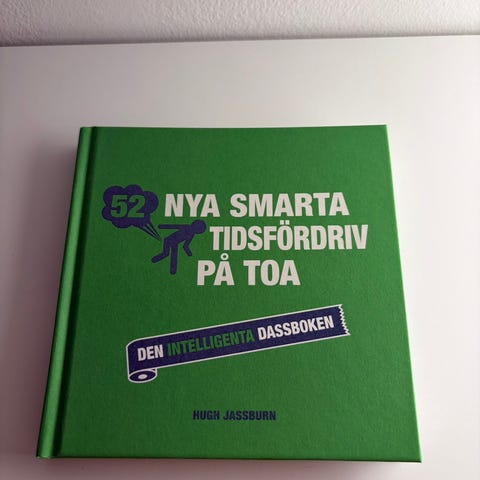 52 NYA SMARTA
TIDSFÖRDRIV
PÅ TOA
DEN INTELLIGENTA DASSBOKEN
HUGH JASSBURN